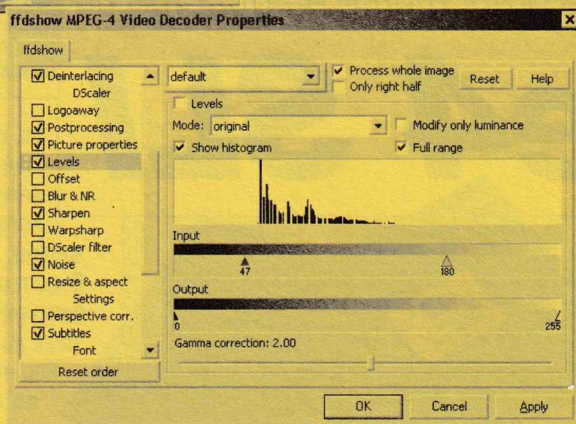 ffdshow MPEG-4 Video Decoder Properties
ffdshow
Deinterlacing
DScaler
Logoaway
Postprocessing
Picture properties
Levels
Offset
Blur & NR
Sharpen
Warpsharp
DScaler filter
Noise
Resize & aspect
Settings
Perspective corr.
Subtitles
Font
Reset order
default
Process whole image
Only right half
Reset
Help
Levels
Mode: original
Modify only luminance
Show histogram
Full range
Input
47
180
Output
0
255
Gamma correction: 2.00
OK
Cancel
Apply